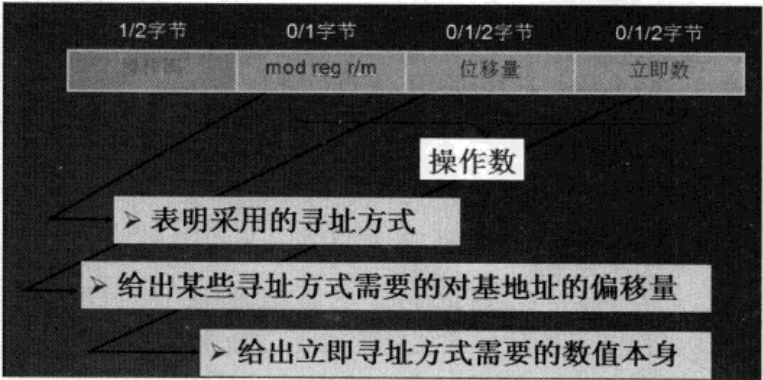 1/2字节 0/1字节 0/1/2字节 0/1/2字节
操作码 mod reg r/m 位移量 立即数
操作数
➢ 表明采用的寻址方式
➢ 给出某些寻址方式需要的对基地址的偏移量
➢ 给出立即寻址方式需要的数值本身